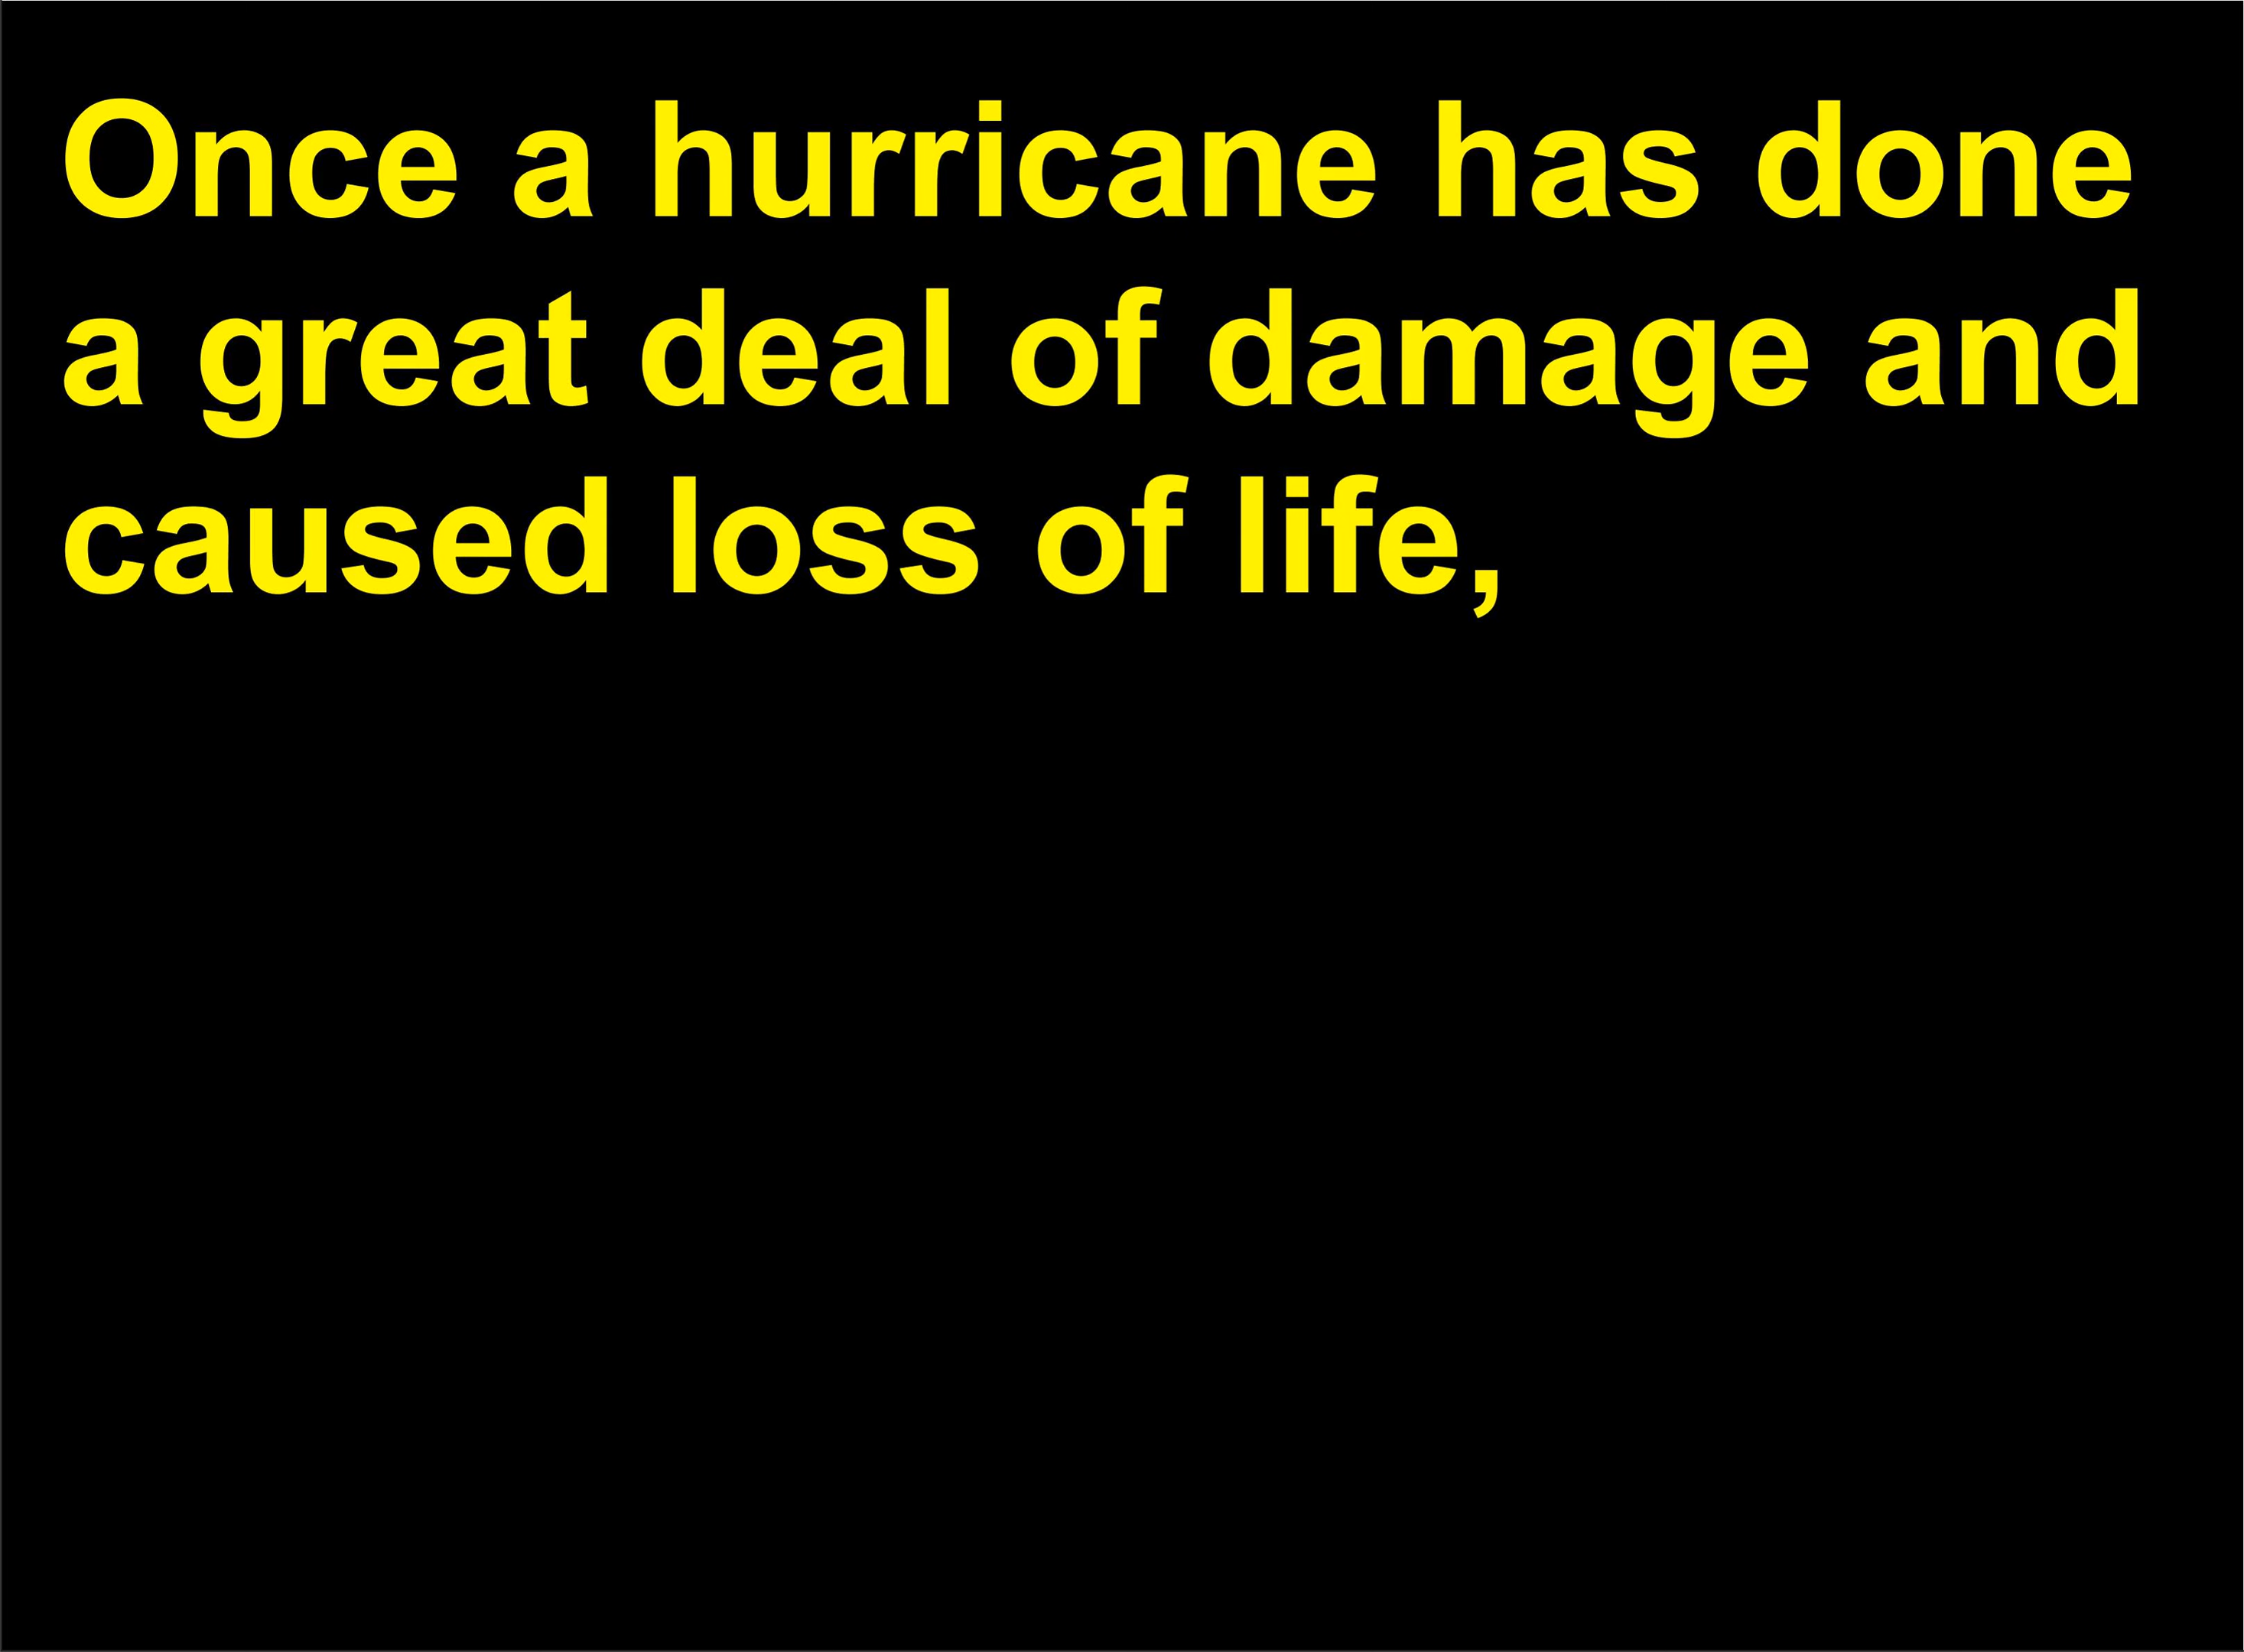 Once a hurricane has done
a great deal of damage and
caused loss of life,